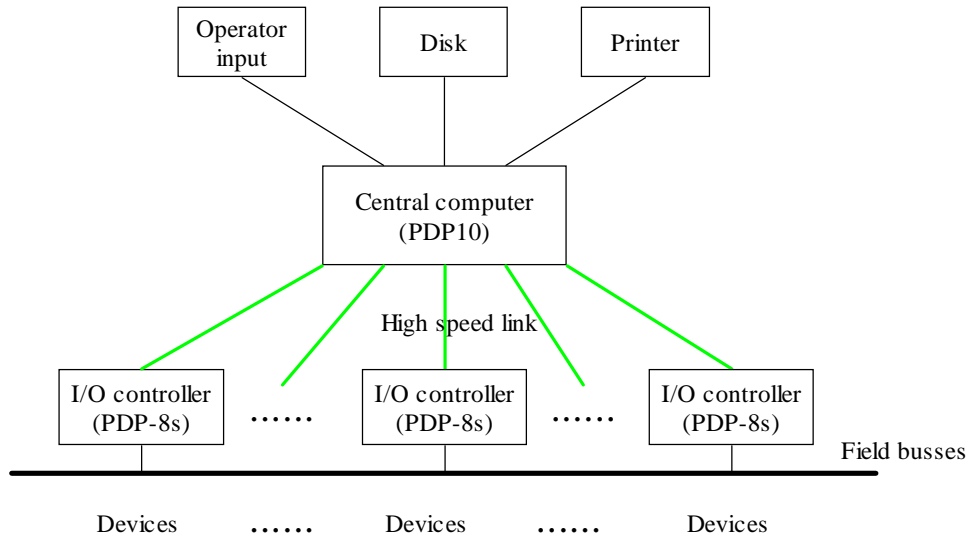 Operator
input
Disk
Printer
Central computer
(PDP10)
High speed link
I/O controller
(PDP-8s)
......
I/O controller
(PDP-8s)
......
I/O controller
(PDP-8s)
Field busses
Devices
......
Devices
......
Devices